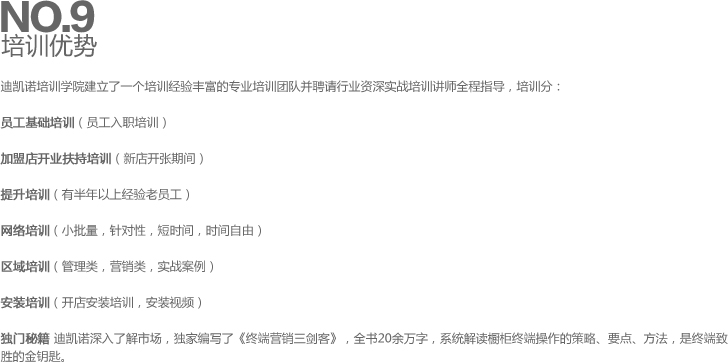 NO.9
培训优势
迪凯诺培训学院建立了一个培训经验丰富的专业培训团队并聘请行业资深实战培训讲师全程指导，培训分：
员工基础培训（员工入职培训）
加盟店开业扶持培训（新店开张期间）
提升培训（有半年以上经验老员工）
网络培训（小批量，针对性，短时间，时间自由）
区域培训（管理类，营销类，实战案例）
安装培训（开店安装培训，安装视频）
独门秘籍 迪凯诺深入了解市场，独家编写了《终端营销三剑客》，全书20余万字，系统解读橱柜终端操作的策略、要点、方法，是终端致
胜的金钥匙。